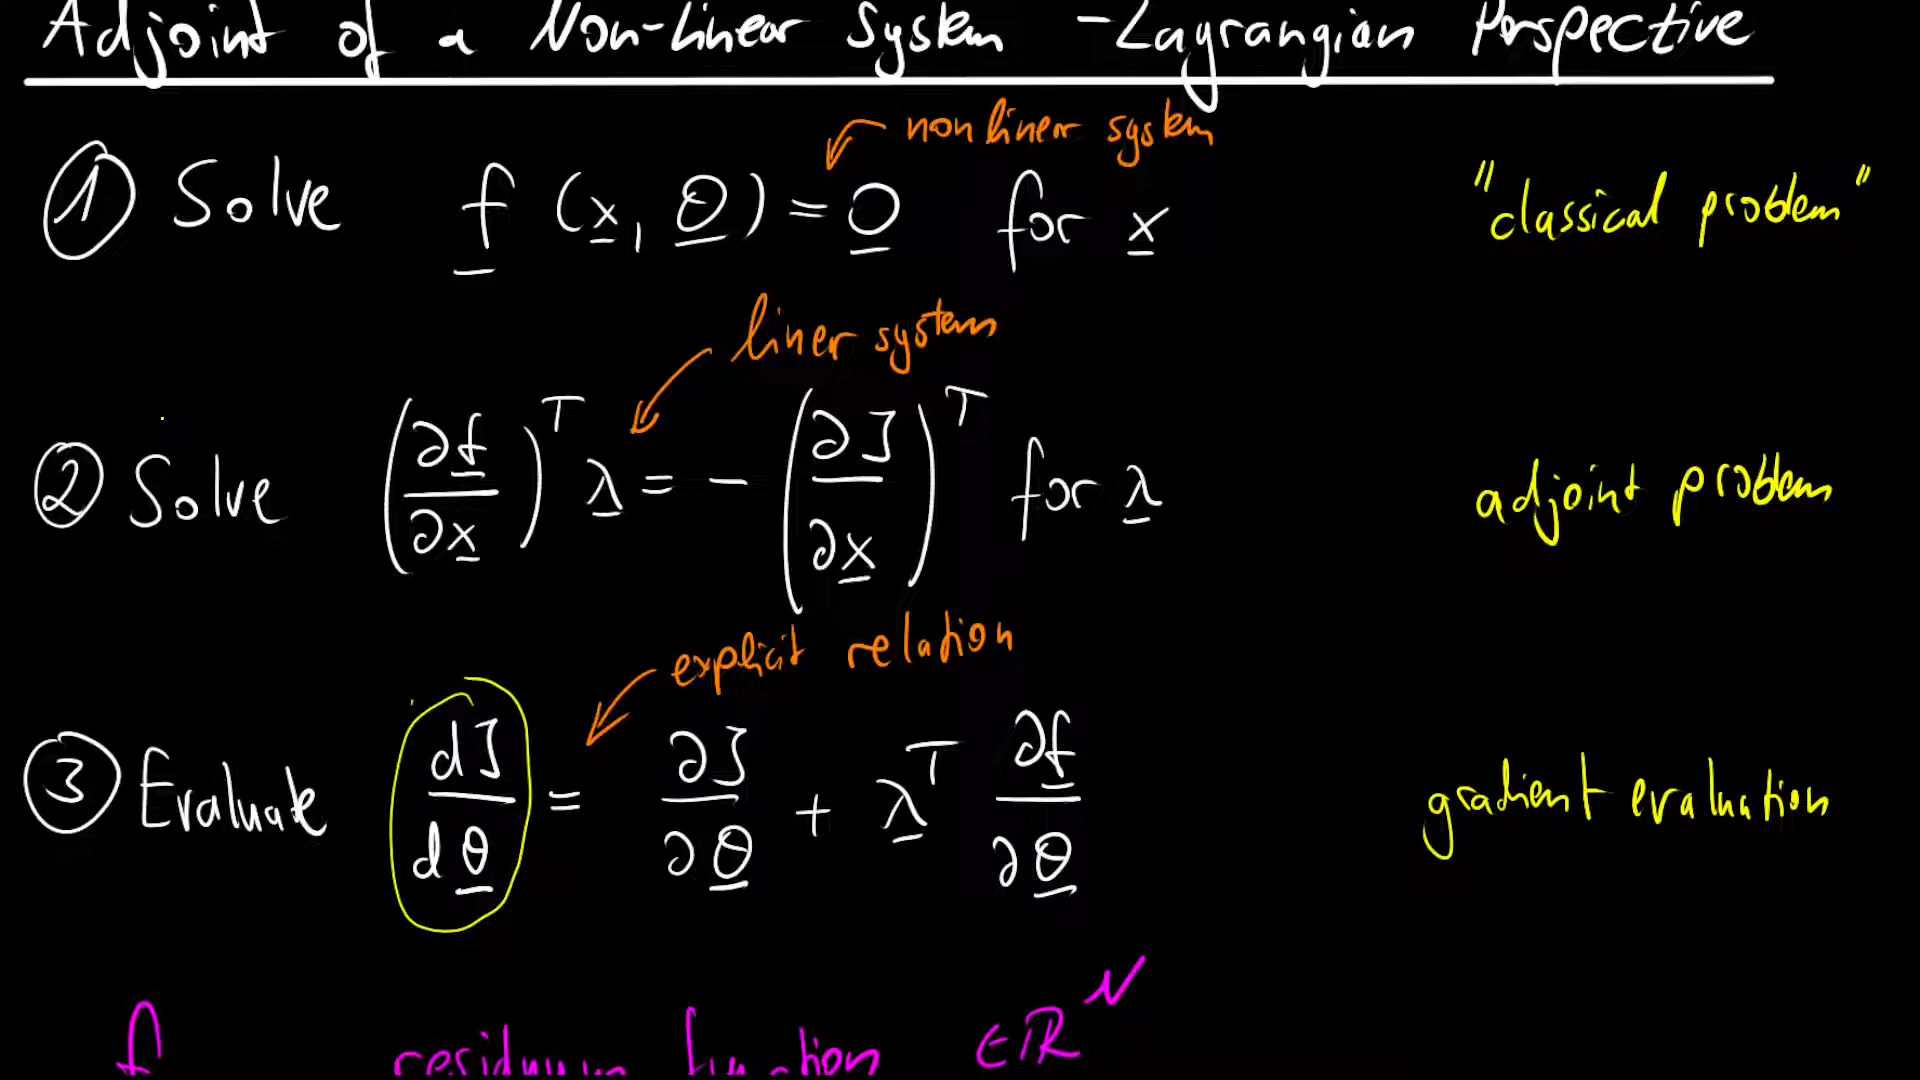 Adjoint of a Non-linear System - Lagrangian Perspective
non liner system
① Solve f (x, θ) = 0 for x "classical problem"
liner system
② Solve (∂f/∂x)^T λ = - (∂J/∂x)^T for λ adjoint problem
explicit relation
③ Evaluate dJ/dθ = ∂J/∂θ + λ^T ∂f/∂θ gradient evaluation
f residuum function ∈ ℝ^N